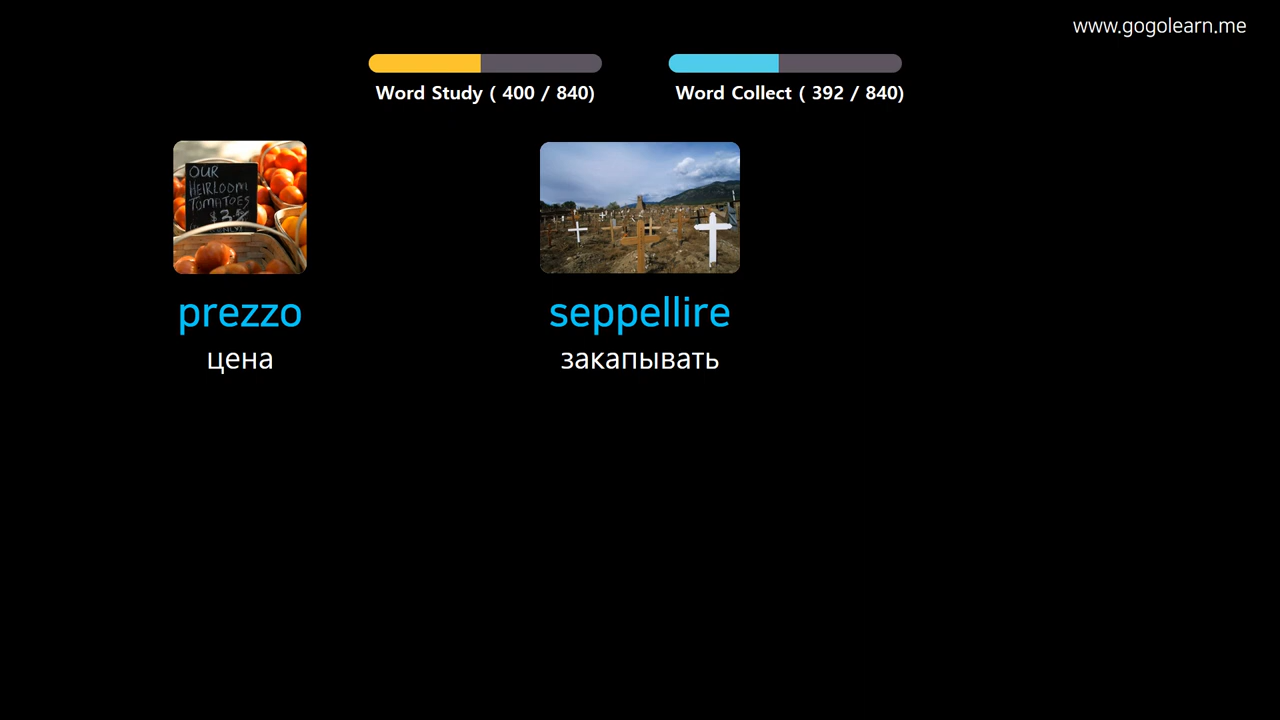 www.gogolearn.me
Word Study ( 400 / 840)
Word Collect ( 392 / 840)
OUR
HEIRLOOM
TOMATOES
prezzo
seppellire
цена
закапывать